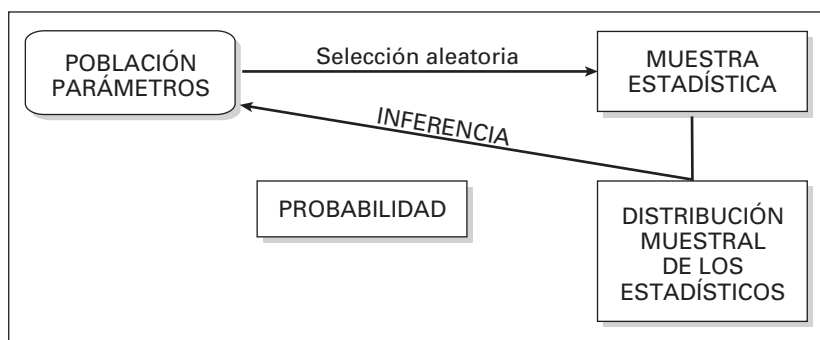 POBLACIÓN
PARÁMETROS
Selección aleatoria
MUESTRA
ESTADÍSTICA
INFERENCIA
PROBABILIDAD
DISTRIBUCIÓN
MUESTRAL
DE LOS
ESTADÍSTICOS